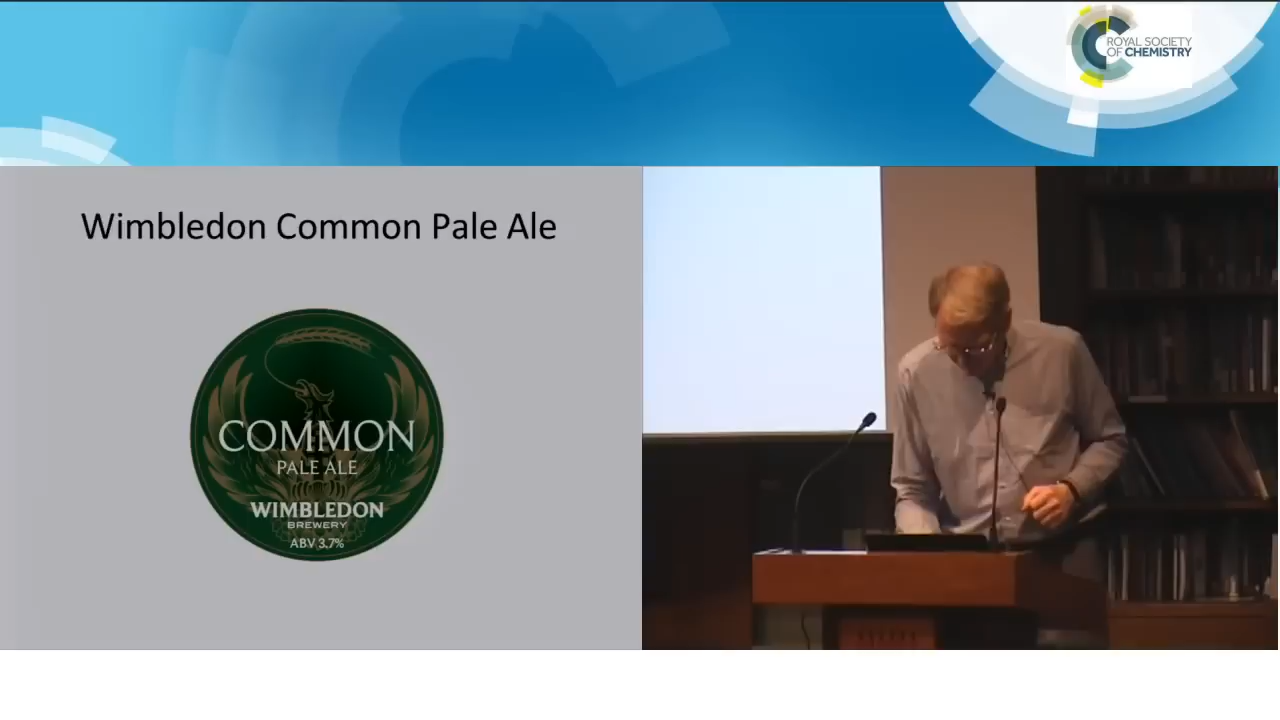 ROYAL SOCIETY
OF CHEMISTRY
Wimbledon Common Pale Ale
COMMON
PALE ALE
WIMBLEDON
BREWERY
ABV 3.7%